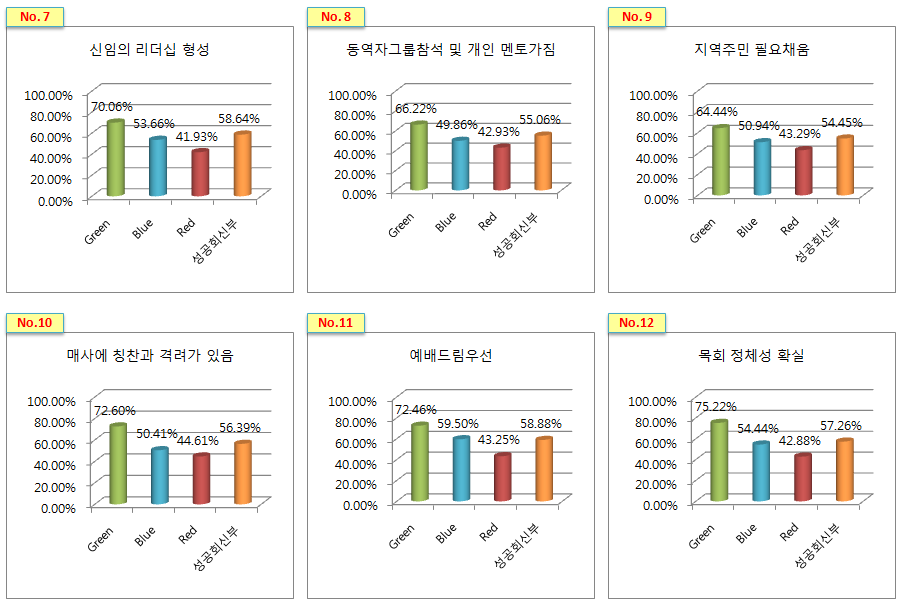 No. 7
신임의 리더십 형성
100.00%
80.00%
60.00%
40.00%
20.00%
0.00%
70.06%
53.66%
41.93%
58.64%
Green
Blue
Red
성공회신부
No. 8
동역자그룹참석 및 개인 멘토가짐
100.00%
80.00%
60.00%
40.00%
20.00%
0.00%
66.22%
49.86%
42.93%
55.06%
Green
Blue
Red
성공회신부
No. 9
지역주민 필요채움
100.00%
80.00%
60.00%
40.00%
20.00%
0.00%
64.44%
50.94%
43.29%
54.45%
Green
Blue
Red
성공회신부
No.10
매사에 칭찬과 격려가 있음
100.00%
80.00%
60.00%
40.00%
20.00%
0.00%
72.60%
50.41%
44.61%
56.39%
Green
Blue
Red
성공회신부
No.11
예배드림우선
100.00%
80.00%
60.00%
40.00%
20.00%
0.00%
72.46%
59.50%
43.25%
58.88%
Green
Blue
Red
성공회신부
No.12
목회 정체성 확실
100.00%
80.00%
60.00%
40.00%
20.00%
0.00%
75.22%
54.44%
42.88%
57.26%
Green
Blue
Red
성공회신부